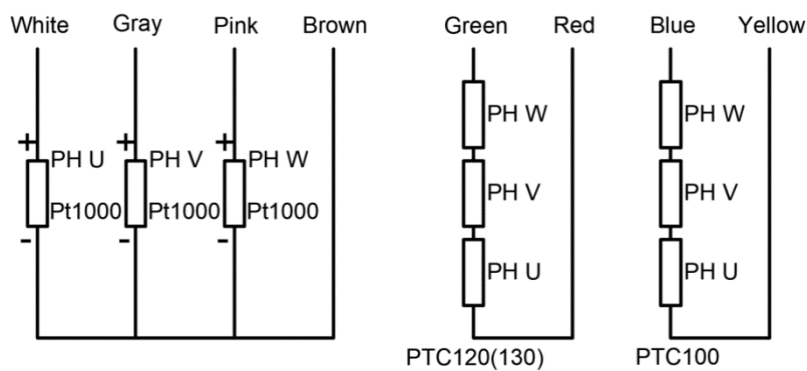 White Gray Pink Brown Green Red Blue Yellow
PH W PH W
+ PH U + PH V + PH W
PH V PH V
Pt1000 Pt1000 Pt1000
- - -
PH U PH U
PTC120(130) PTC100